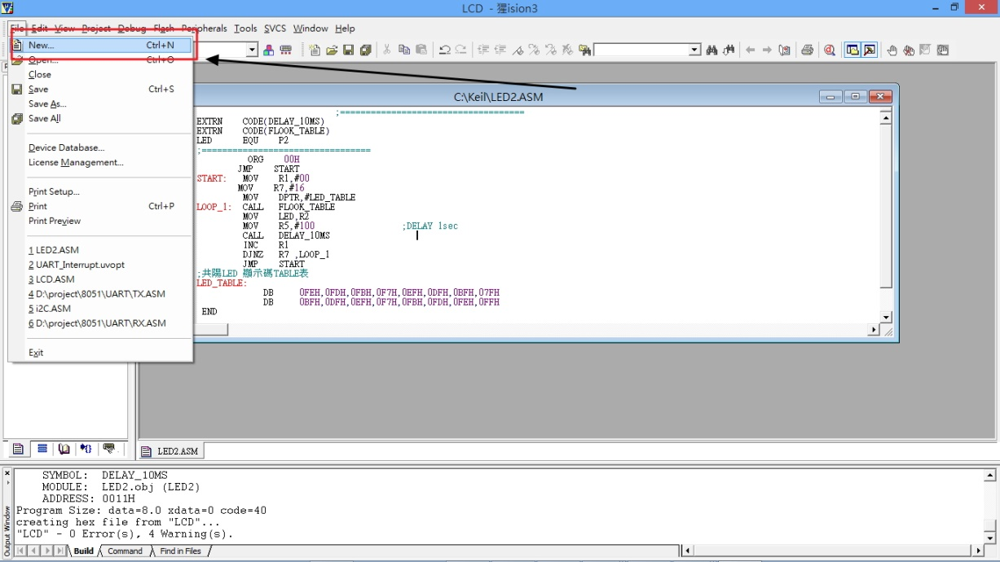 LCD - 猩ision3
File Edit View Project Debug Flash Peripherals Tools SVCS Window Help
New... Ctrl+N
Open... Ctrl+O
Close
Save Ctrl+S
Save As...
Save All
Device Database...
License Management...
Print Setup...
Print Ctrl+P
Print Preview
1 LED2.ASM
2 UART_Interrupt.uvopt
3 LCD.ASM
4 D:\project\8051\UART\TX.ASM
5 i2C.ASM
6 D:\project\8051\UART\RX.ASM
Exit
C:\Keil\LED2.ASM
;====================================
EXTRN CODE(DELAY_10MS)
EXTRN CODE(FLOOK_TABLE)
LED EQU P2
;=================================
ORG 00H
JMP START
START: MOV R1,#00
MOV R7,#16
MOV DPTR,#LED_TABLE
LOOP_1: CALL FLOOK_TABLE
MOV LED,R2
MOV R5,#100 ;DELAY 1sec
CALL DELAY_10MS
INC R1
DJNZ R7 ,LOOP_1
JMP START
;共陽LED 顯示碼TABLE表
LED_TABLE:
DB 0FEH,0FDH,0FBH,0F7H,0EFH,0DFH,0BFH,07FH
DB 0BFH,0DFH,0EFH,0F7H,0FBH,0FDH,0FEH,0FFH
END
LED2.ASM
SYMBOL: DELAY_10MS
MODULE: LED2.obj (LED2)
ADDRESS: 0011H
Program Size: data=8.0 xdata=0 code=40
creating hex file from "LCD"...
"LCD" - 0 Error(s), 4 Warning(s).
Output Window
Build Command Find in Files